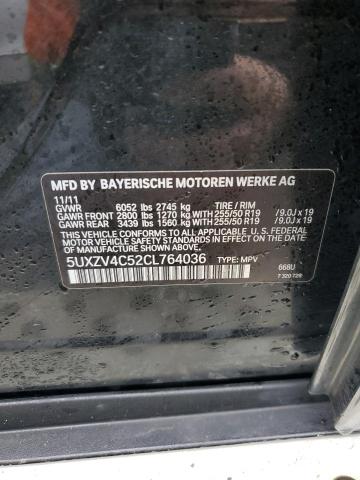 MFD BY BAYERISCHE MOTOREN WERKE AG
11/11
GVWR 6052 lbs 2745 kg TIRE / RIM
GAWR FRONT 2800 lbs 1270 kg WITH 255/50 R19 /9.0J x 19
GAWR REAR 3439 lbs 1560 kg WITH 255/50 R19 /9.0J x 19
THIS VEHICLE CONFORMS TO ALL APPLICABLE U.S. FEDERAL
MOTOR VEHICLE SAFETY STANDARDS IN EFFECT ON THE DATE OF
MANUFACTURE SHOWN ABOVE.
5UXZV4C52CL764036 TYPE: MPV 668U
7 320 729